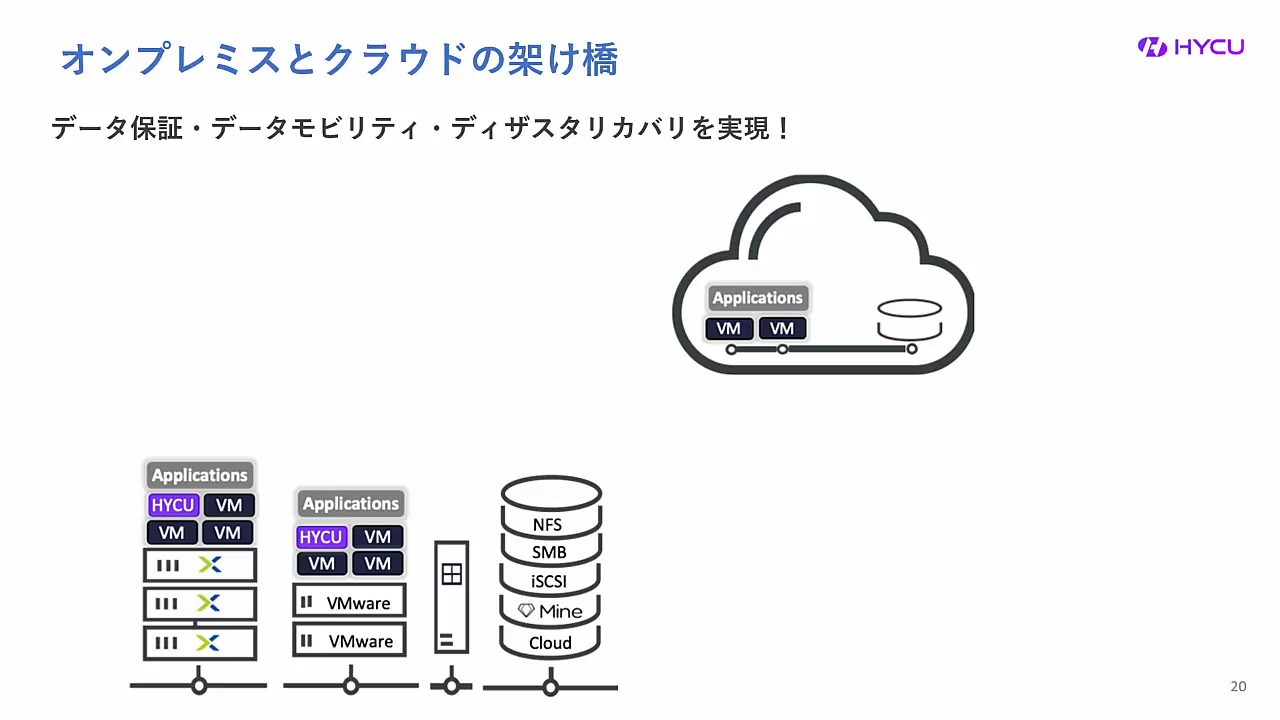 オンプレミスとクラウドの架け橋
HYCU
データ保証・データモビリティ・ディザスタリカバリを実現！
Applications
VM VM
Applications
HYCU VM
VM VM
Applications
HYCU VM
VM VM
VMware
VMware
NFS
SMB
iSCSI
Mine
Cloud
20